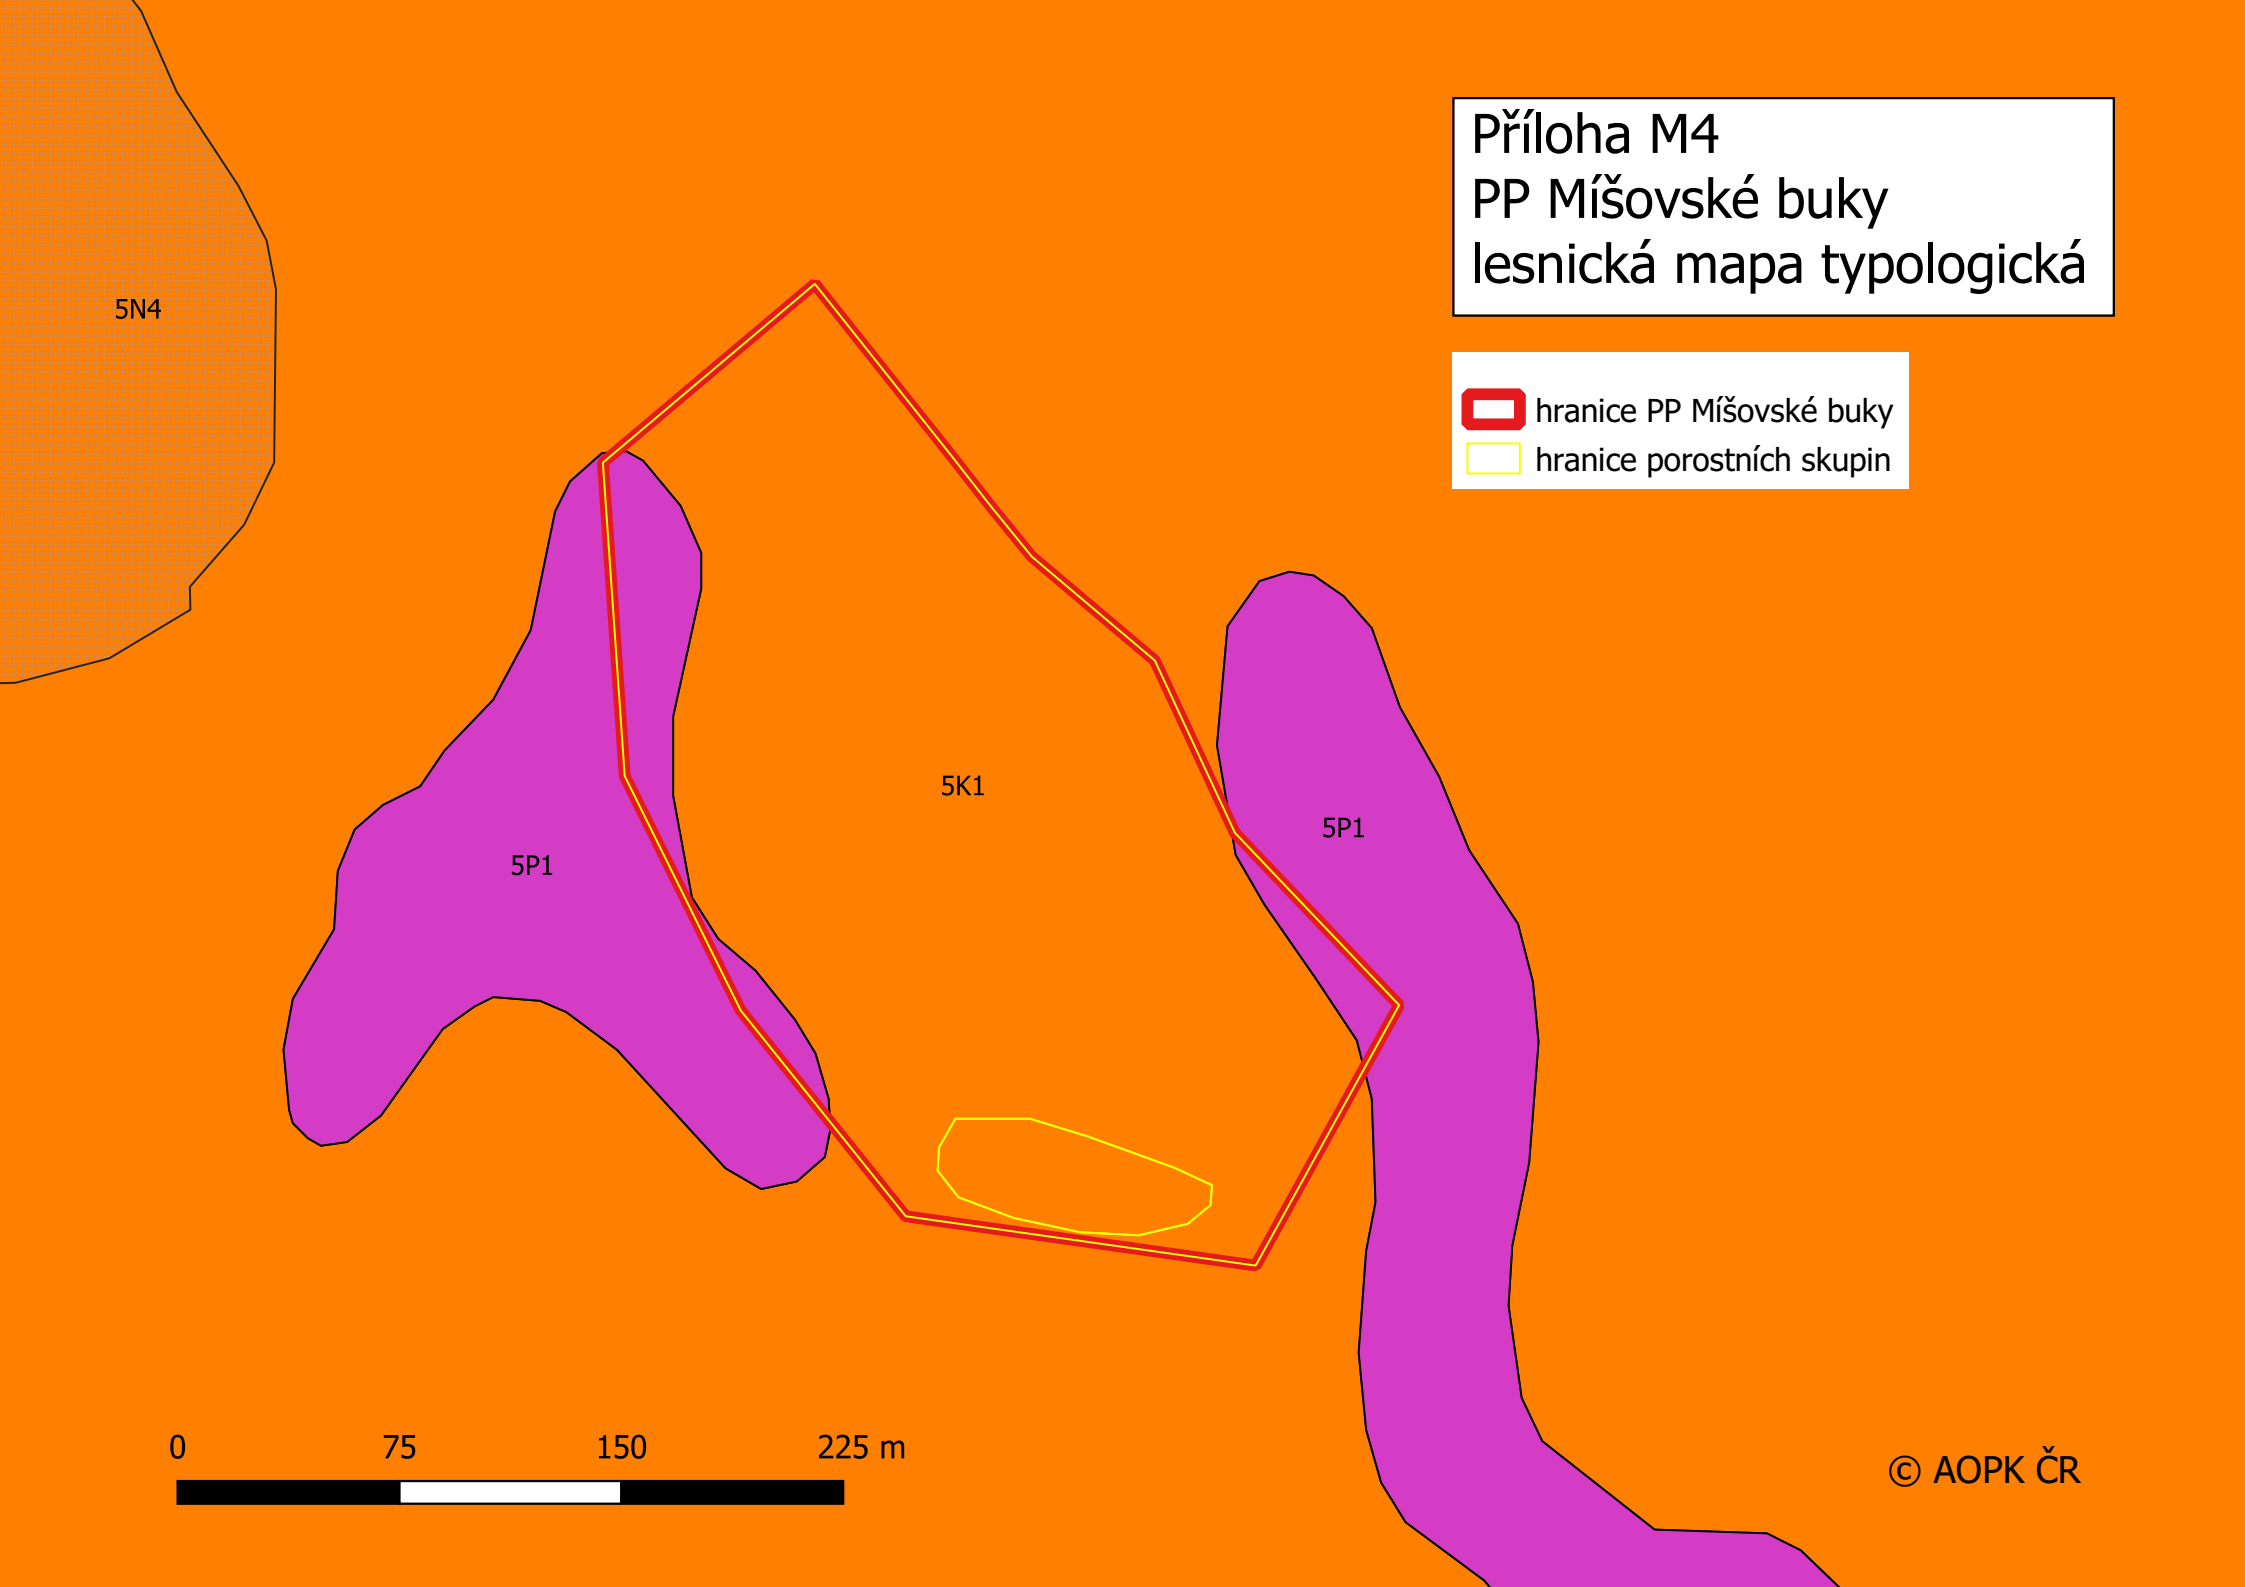 Příloha M4
PP Míšovské buky
lesnická mapa typologická
hranice PP Míšovské buky
hranice porostních skupin
5N4
5K1
5P1
5P1
0 75 150 225 m
© AOPK ČR